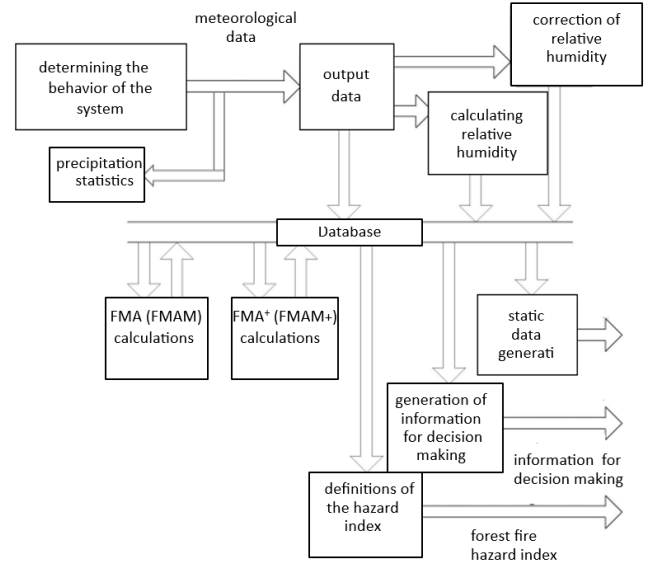 meteorological
data
correction of
relative
humidity
determining the
behavior of the
system
output
data
calculating
relative
humidity
precipitation
statistics
Database
FMA (FMAM)
calculations
FMA⁺ (FMAM+)
calculations
static
data
generati
generation of
information
for decision
making
information for
decision making
definitions of
the hazard
index
forest fire
hazard index